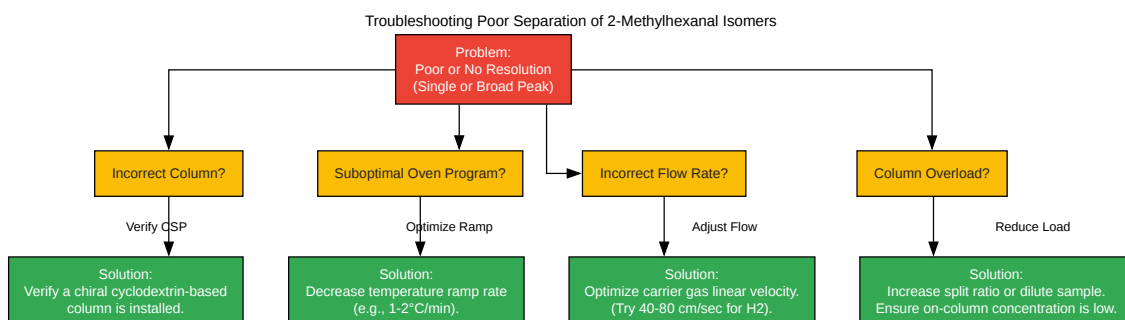 Troubleshooting Poor Separation of 2-Methylhexanal Isomers
Problem:
Poor or No Resolution
(Single or Broad Peak)
Incorrect Column?
Suboptimal Oven Program?
Incorrect Flow Rate?
Column Overload?
Verify CSP
Optimize Ramp
Adjust Flow
Reduce Load
Solution:
Verify a chiral cyclodextrin-based
column is installed.
Solution:
Decrease temperature ramp rate
(e.g., 1-2°C/min).
Solution:
Optimize carrier gas linear velocity.
(Try 40-80 cm/sec for H2).
Solution:
Increase split ratio or dilute sample.
Ensure on-column concentration is low.